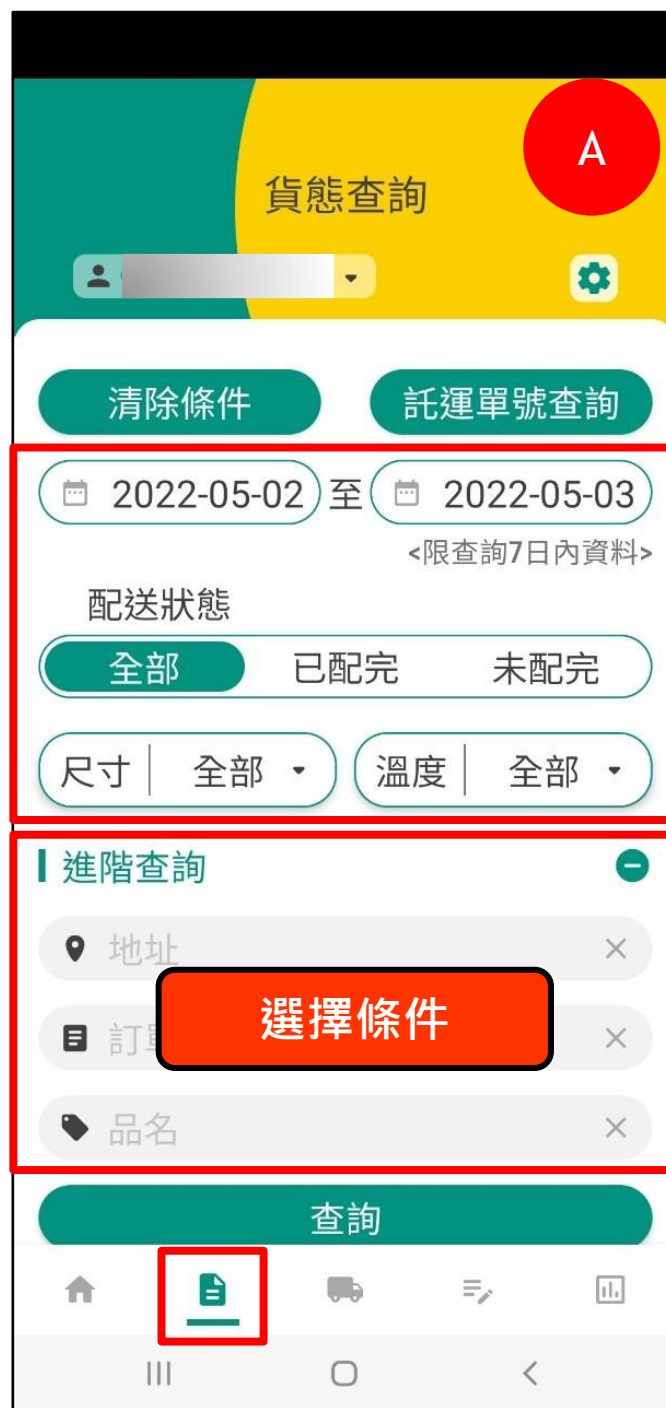 A
貨態查詢
清除條件
託運單號查詢
2022-05-02 至 2022-05-03
<限查詢7日內資料>
配送狀態
全部 已配完 未配完
尺寸 全部 溫度 全部
進階查詢
地址
選擇條件
訂
品名
查詢